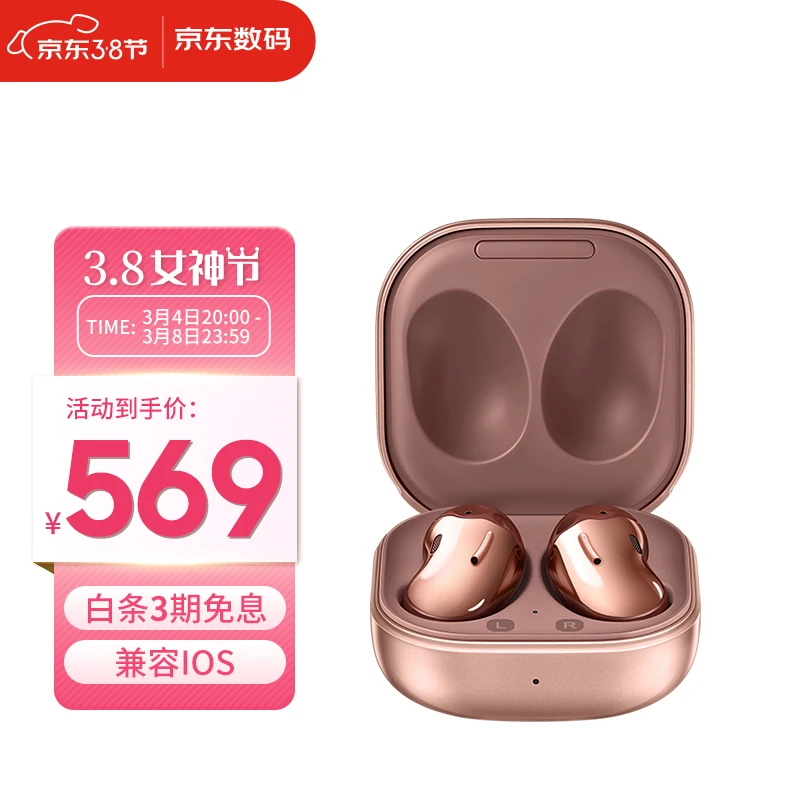 京东3·8节
京东数码
3.8女神节
TIME: 3月4日20:00 -
3月8日23:59
活动到手价：
¥569
白条3期免息
兼容IOS
L
R